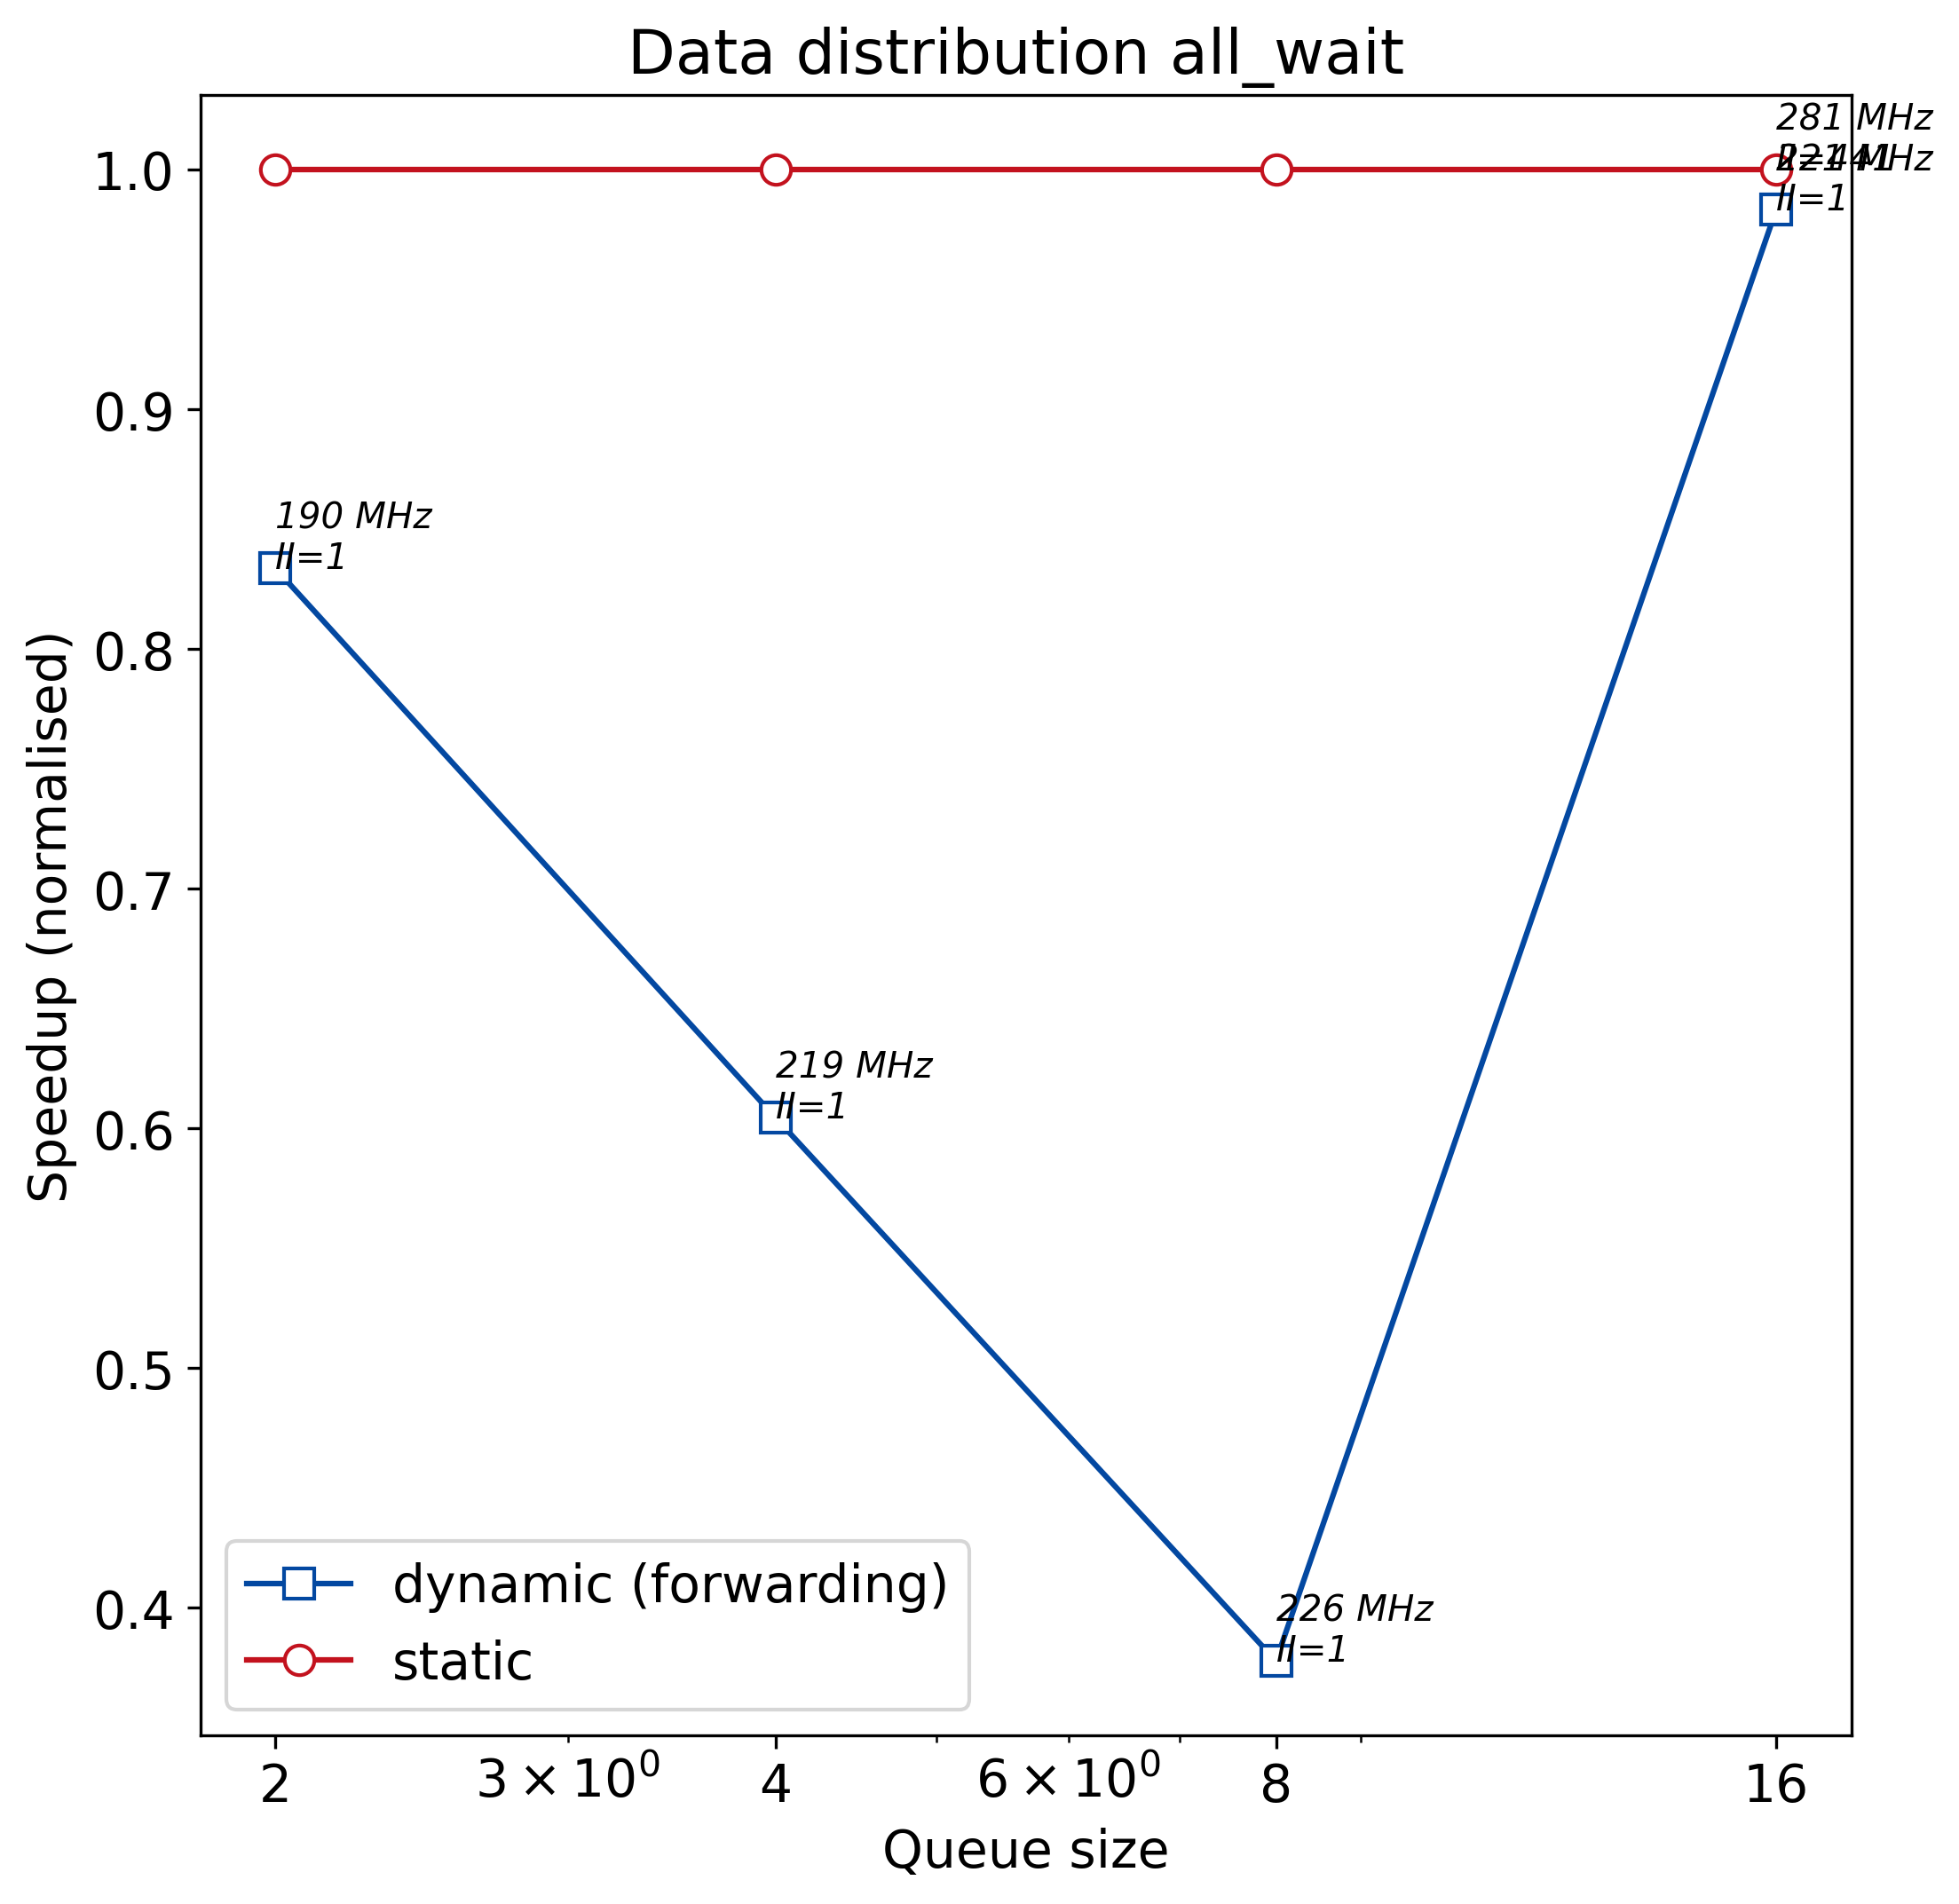 Data distribution all_wait
Speedup (normalised)
1.0
0.9
0.8
0.7
0.6
0.5
0.4
281 MHz
II=1
190 MHz
II=1
219 MHz
II=1
226 MHz
II=1
dynamic (forwarding)
static
2
3 × 10⁰
4
6 × 10⁰
8
16
Queue size